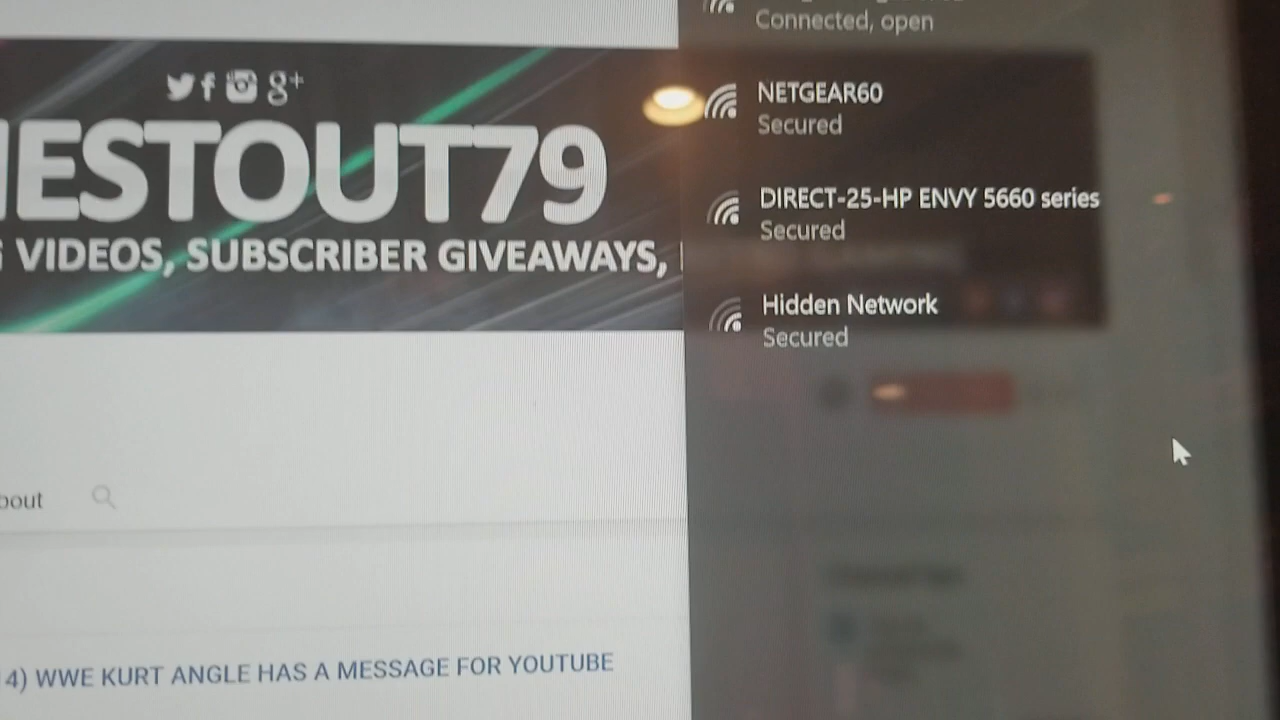 g+
ESTOUT79
VIDEOS, SUBSCRIBER GIVEAWAYS,
bout
4) WWE KURT ANGLE HAS A MESSAGE FOR YOUTUBE
Connected, open
NETGEAR60
Secured
DIRECT-25-HP ENVY 5660 series
Secured
Hidden Network
Secured